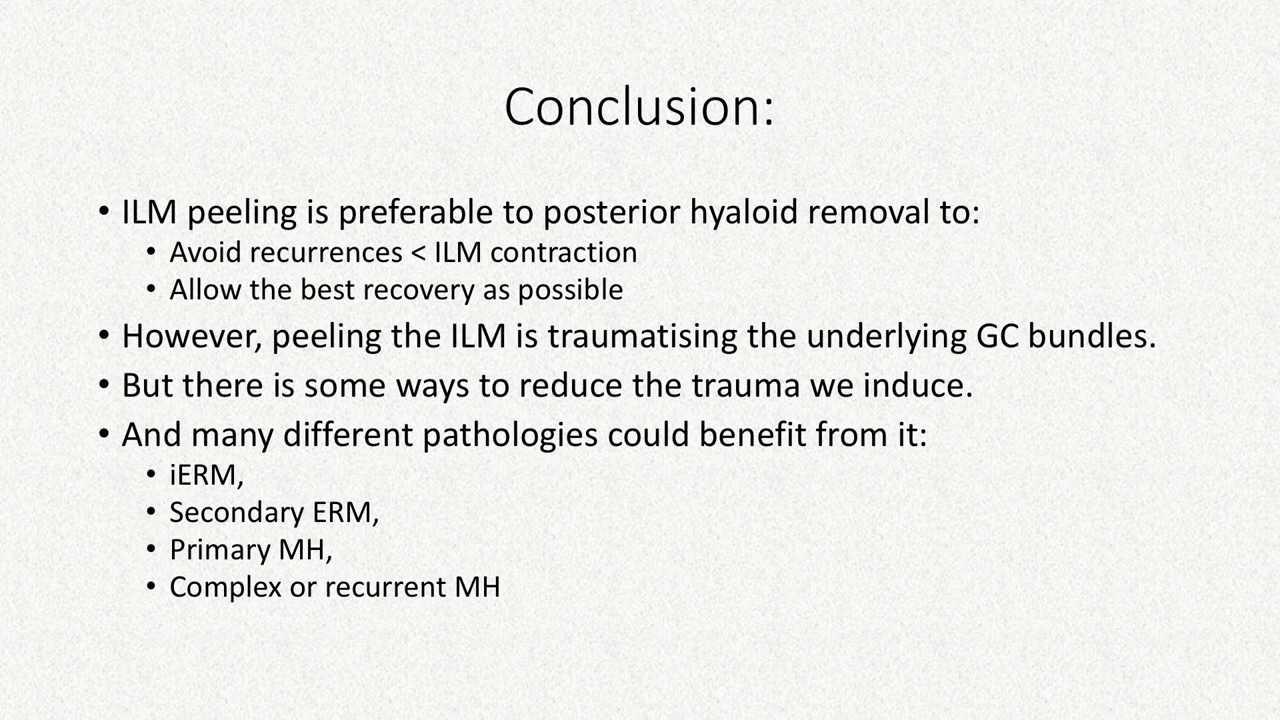 Conclusion:
• ILM peeling is preferable to posterior hyaloid removal to:
• Avoid recurrences < ILM contraction
• Allow the best recovery as possible
• However, peeling the ILM is traumatising the underlying GC bundles.
• But there is some ways to reduce the trauma we induce.
• And many different pathologies could benefit from it:
• iERM,
• Secondary ERM,
• Primary MH,
• Complex or recurrent MH